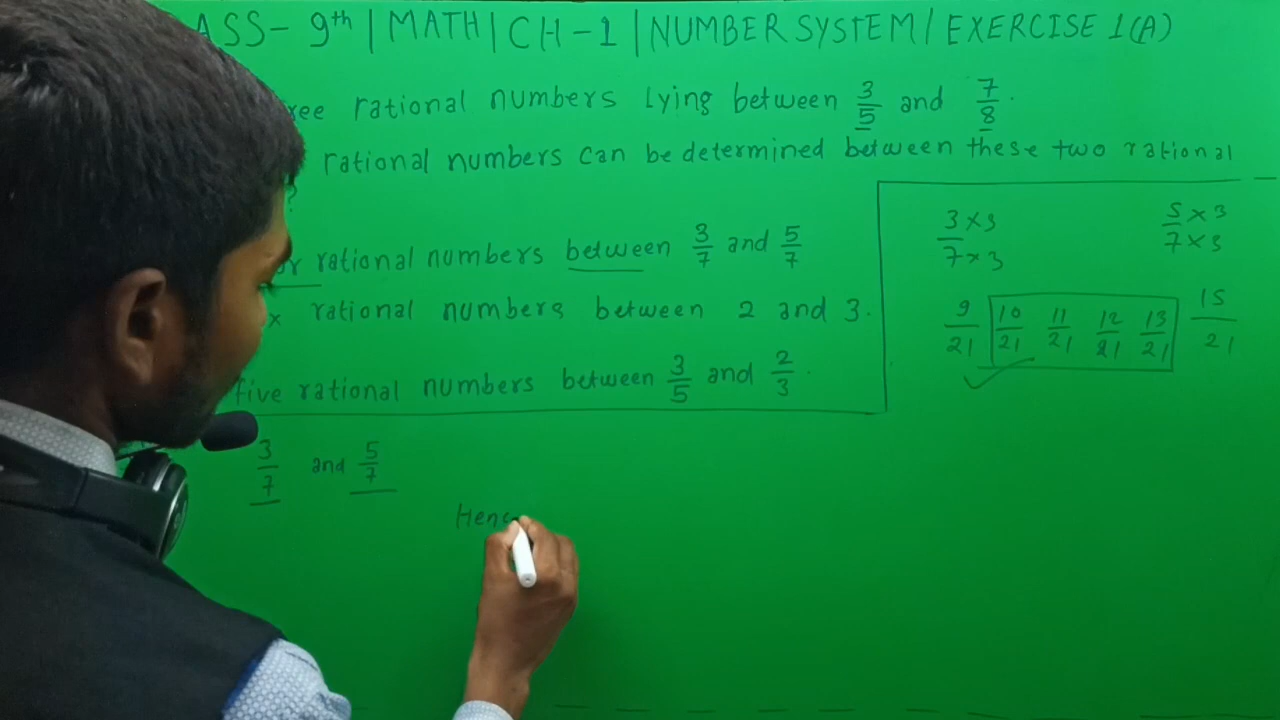 ASS- 9th | MATH | CH-1 | NUMBER SYSTEM / EXERCISE 1(A)
ree rational numbers lying between 3/5 and 7/8.
rational numbers can be determined between these two rational
?
or rational numbers between 3/7 and 5/7
x rational numbers between 2 and 3.
five rational numbers between 3/5 and 2/3.
3×3/7×3 5×3/7×3
9/21 10/21 11/21 12/21 13/21 15/21
3/7 and 5/7
Henc